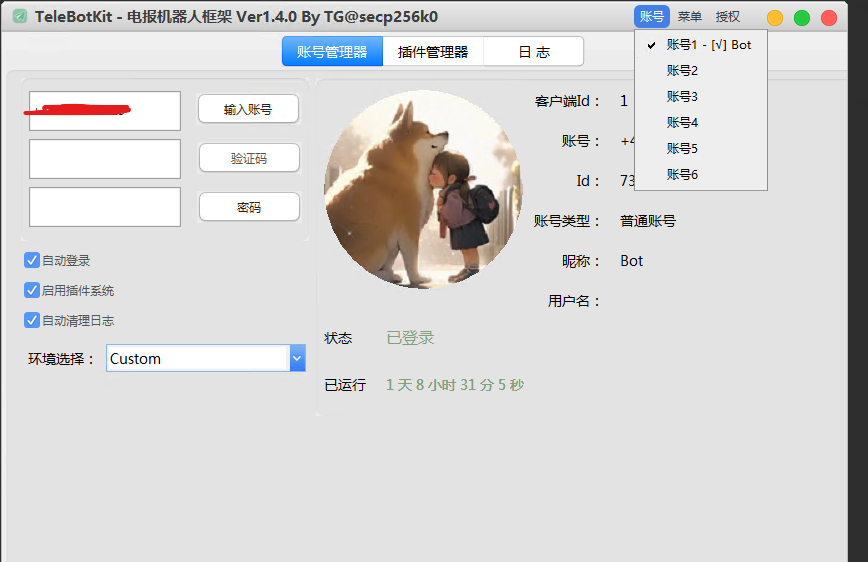 TeleBotKit - 电报机器人框架 Ver1.4.0 By TG@secp256k0
账号 菜单 授权
账号管理器 插件管理器 日 志
账号1 - [√] Bot
账号2
账号3
账号4
账号5
账号6
输入账号
验证码
密码
自动登录
启用插件系统
自动清理日志
环境选择： Custom
客户端Id： 1
账号： +4
Id： 73
账号类型： 普通账号
昵称： Bot
用户名：
状态 已登录
已运行 1 天 8 小时 31 分 5 秒